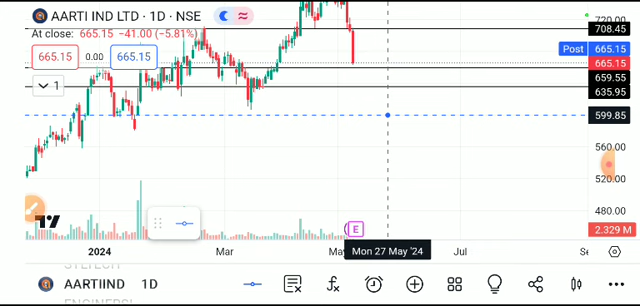 AARTI IND LTD · 1D · NSE
At close: 665.15 −41.00 (−5.81%)
665.15 0.00 665.15
1
720.00
708.45
Post 665.15
665.15
659.55
635.95
599.85
560.00
520.00
480.00
2.329 M
E
2024 Mar May Mon 27 May '24 Jul Se
AARTIIND 1D